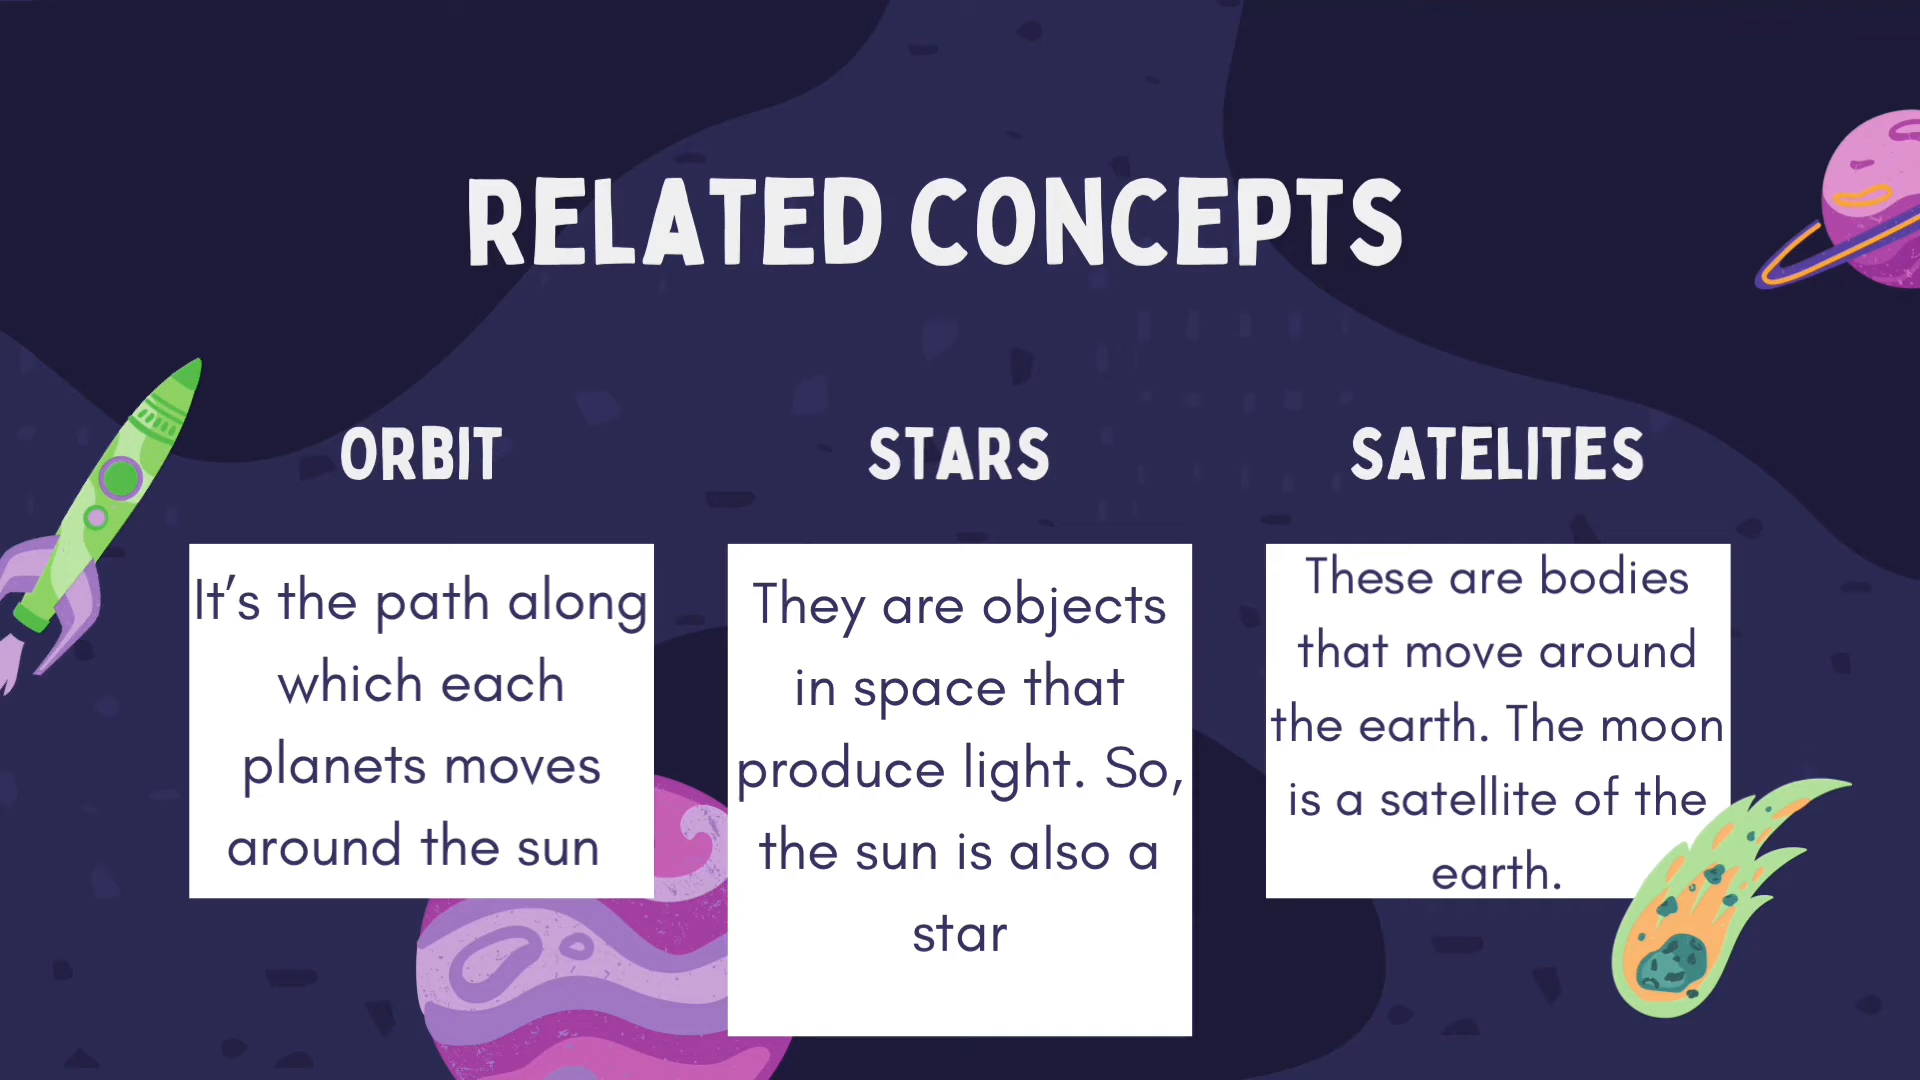 RELATED CONCEPTS
ORBIT
It's the path along
which each
planets moves
around the sun
STARS
They are objects
in space that
produce light. So,
the sun is also a
star
SATELITES
These are bodies
that move around
the earth. The moon
is a satellite of the
earth.